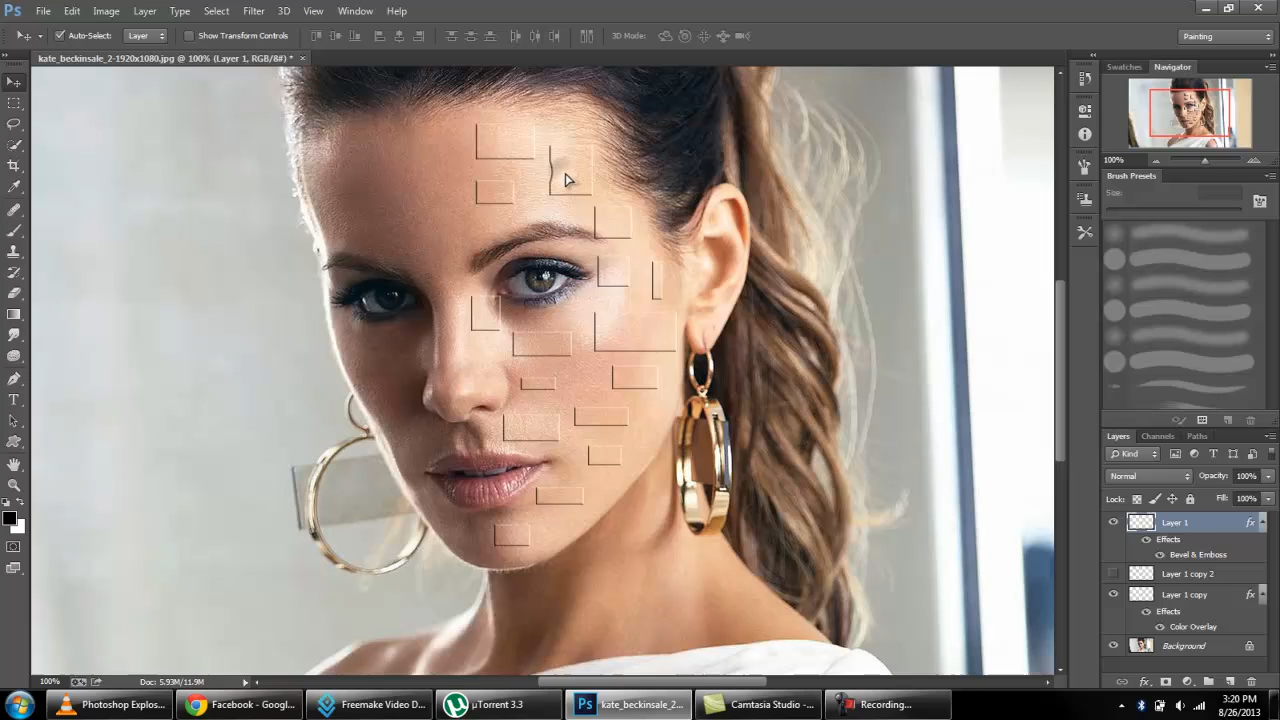 Ps File Edit Image Layer Type Select Filter 3D View Window Help
Auto-Select: Layer Show Transform Controls 3D Mode: Painting
kate_beckinsale_2-1920x1080.jpg @ 100% (Layer 1, RGB/8#) * ×
Swatches Navigator
100%
Brush Presets
Size:
Layers Channels Paths
Kind
Normal Opacity: 100%
Lock: Fill: 100%
Layer 1 fx
Effects
Bevel & Emboss
Layer 1 copy 2
Layer 1 copy fx
Effects
Color Overlay
Background
100% Doc: 5.93M/11.9M
Photoshop Explos... Facebook - Googl... Freemake Video D... µTorrent 3.3 Ps kate_beckinsale_2... Camtasia Studio - ... Recording...
3:20 PM
8/26/2013